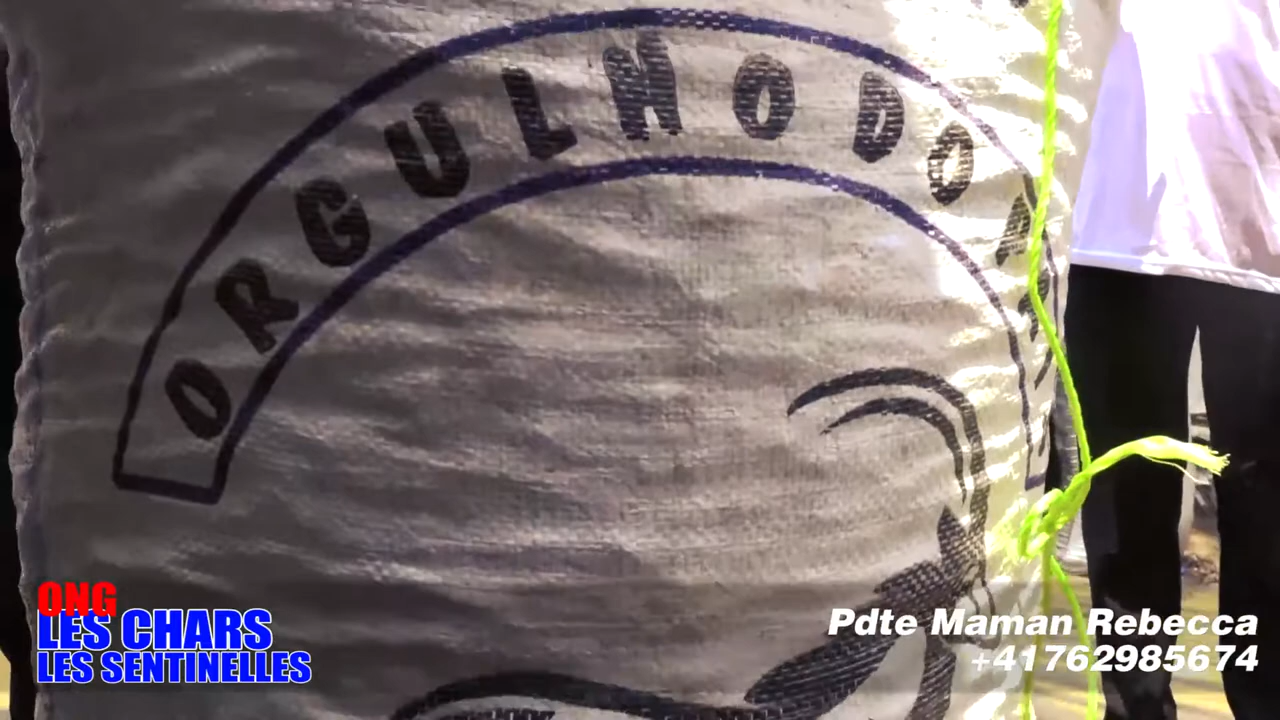 ORGULHO DO
ONG
LES CHARS
LES SENTINELLES
Pdte Maman Rebecca
+41762985674